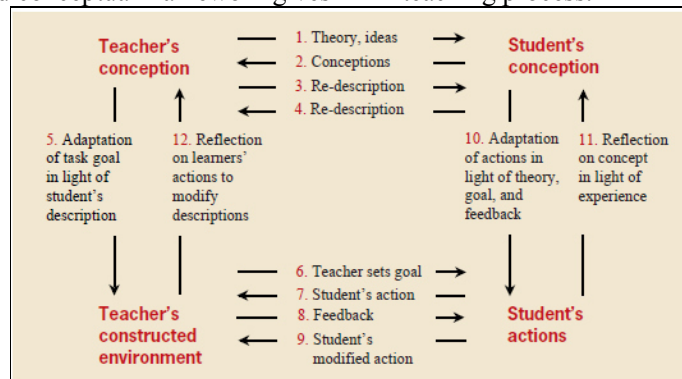 conceptual teaching process.
Teacher's
conception
1. Theory, ideas
2. Conceptions
3. Re-description
4. Re-description
Student's
conception
5. Adaptation
of task goal
in light of
student's
description
12. Reflection
on learners'
actions to
modify
descriptions
10. Adaptation
of actions in
light of theory,
goal, and
feedback
11. Reflection
on concept
in light of
experience
Teacher's
constructed
environment
6. Teacher sets goal
7. Student's action
8. Feedback
9. Student's
modified action
Student's
actions